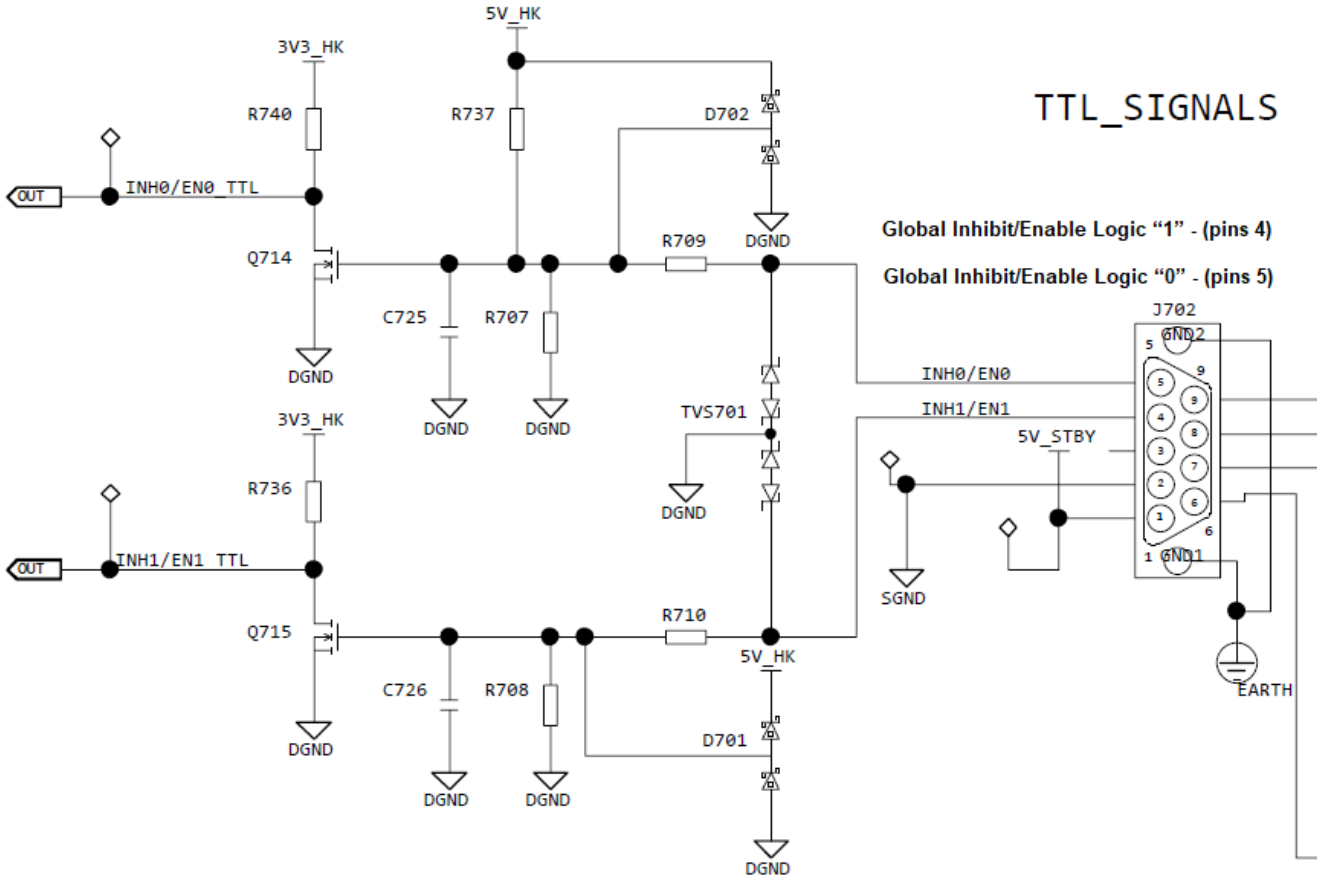 5V_HK
3V3_HK
R740
R737
D702
TTL_SIGNALS
OUT
INH0/EN0_TTL
DGND
R709
Q714
Global Inhibit/Enable Logic “1” - (pins 4)
Global Inhibit/Enable Logic “0” - (pins 5)
C725
R707
J702
GND2
5
9
DGND
INH0/EN0
5
9
TVS701
INH1/EN1
4
8
3V3_HK
DGND
DGND
5V_STBY
3
7
R736
2
6
DGND
1
6
OUT
INH1/EN1_TTL
1
GND1
SGND
R710
Q715
5V_HK
C726
R708
EARTH
D701
DGND
DGND
DGND
DGND